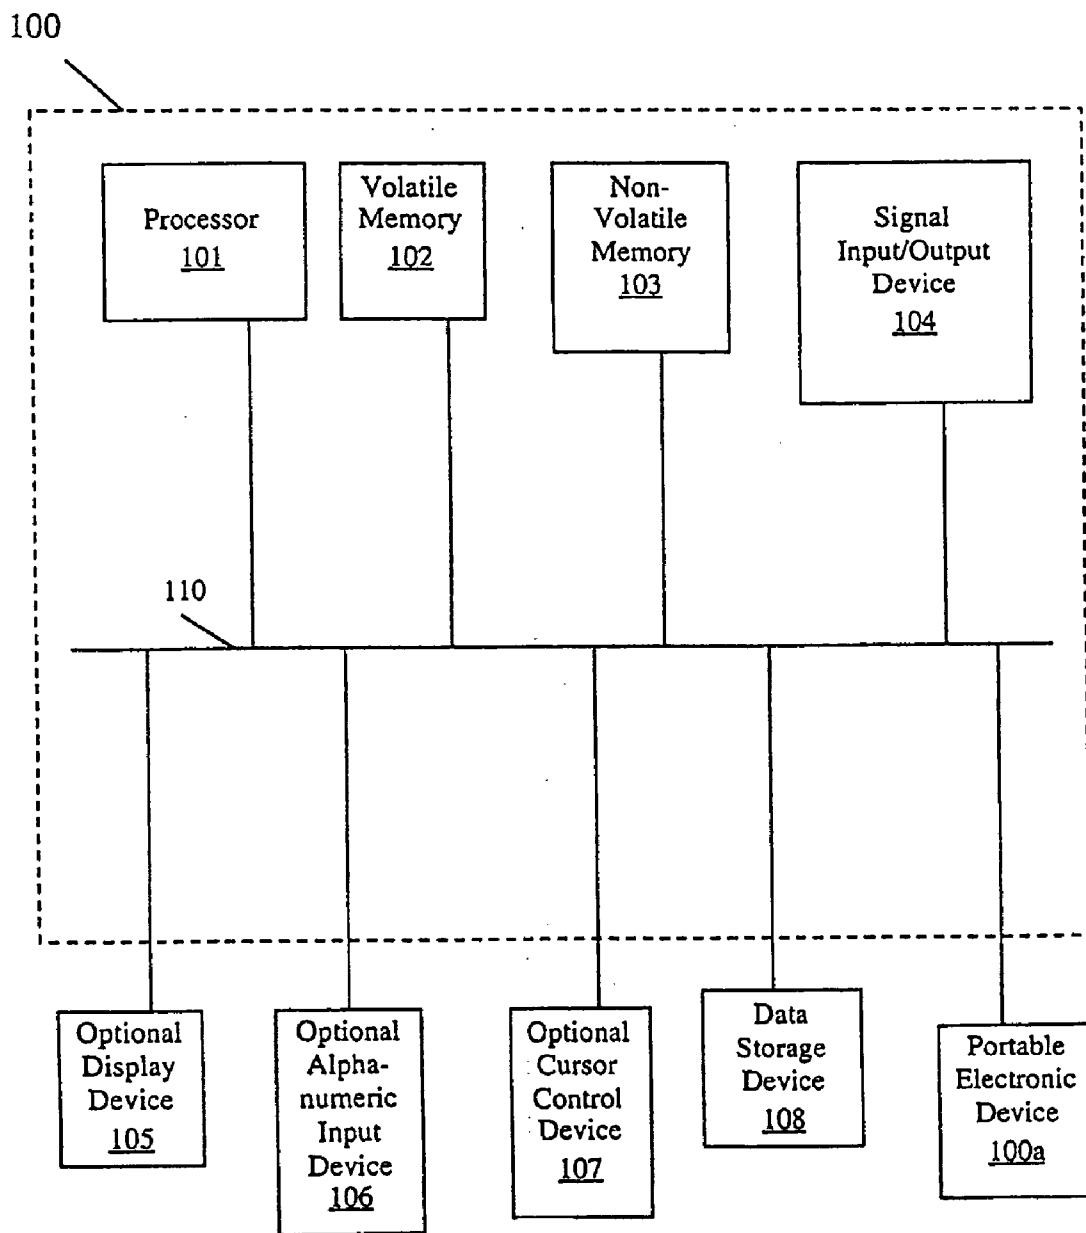 100
Processor
101
Volatile
Memory
102
Non-
Volatile
Memory
103
Signal
Input/Output
Device
104
110
Optional
Display
Device
105
Optional
Alpha-
numeric
Input
Device
106
Optional
Cursor
Control
Device
107
Data
Storage
Device
108
Portable
Electronic
Device
100a